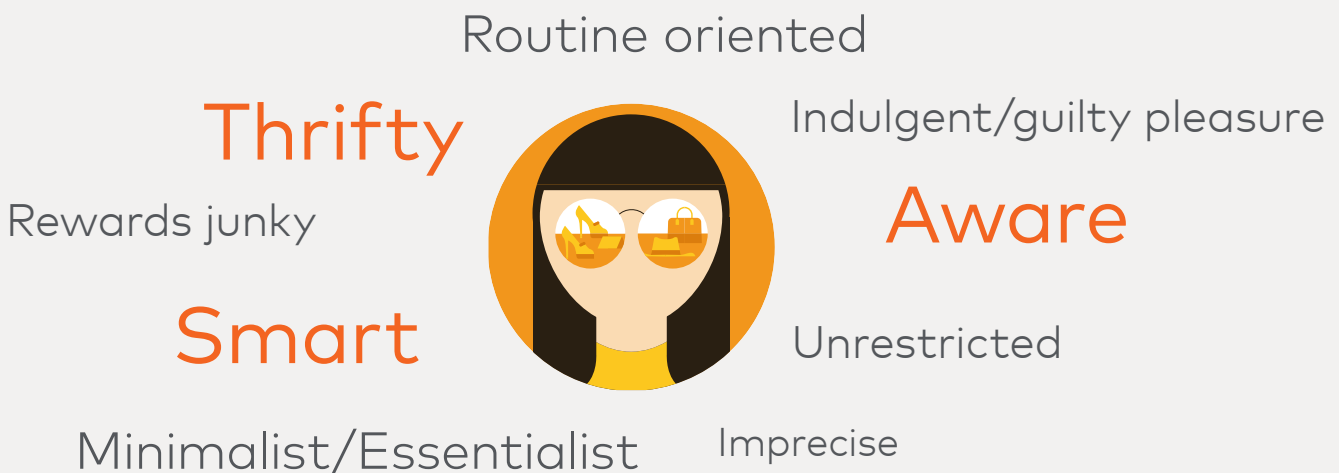 Routine oriented
Thrifty
Indulgent/guilty pleasure
Rewards junky
Aware
Smart
Unrestricted
Minimalist/Essentialist
Imprecise